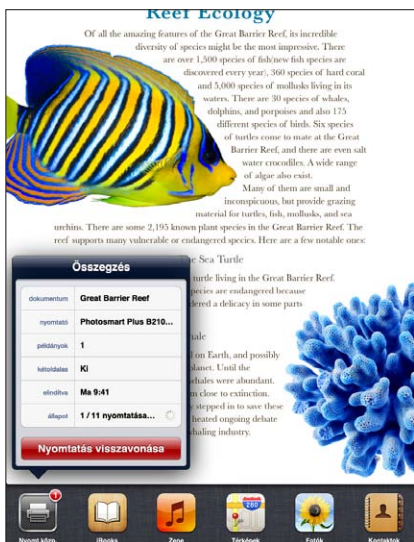 Reef Ecology
Of all the amazing features of the Great Barrier Reef, its incredible
diversity of species might be the most impressive. There
are over 1,500 species of fish(new fish species are
discovered every year), 360 species of hard coral
and 5,000 species of mollusks living in its
waters. There are 30 species of whales,
dolphins, and porpoises and also 175
different species of birds. Six species
of turtles come to mate at the Great
Barrier Reef, and there are even salt
water crocodiles. A wide range
of algae also exist.
Many of them are small and
inconspicuous, but provide grazing
material for turtles, fish, mollusks, and sea
urchins. There are some 2,195 known plant species in the Great Barrier Reef. The
reef supports many vulnerable or endangered species. Here are a few notable ones:
The Sea Turtle
turtle living in the Great Barrier Reef.
species are endangered because
dered a delicacy in some parts
hale
l on Earth, and possibly
planet. Until the
whales were abundant.
m close to extinction.
stepped in to save these
heated ongoing debate
haling industry.
Összegzés
dokumentum Great Barrier Reef
nyomtató Photosmart Plus B210...
példányok 1
kétoldalas Ki
elindítva Ma 9:41
állapot 1 / 11 nyomtatása...
Nyomtatás visszavonása
1
280
Nyomt.közp. iBooks Zene Térképek Fotók Kontaktok